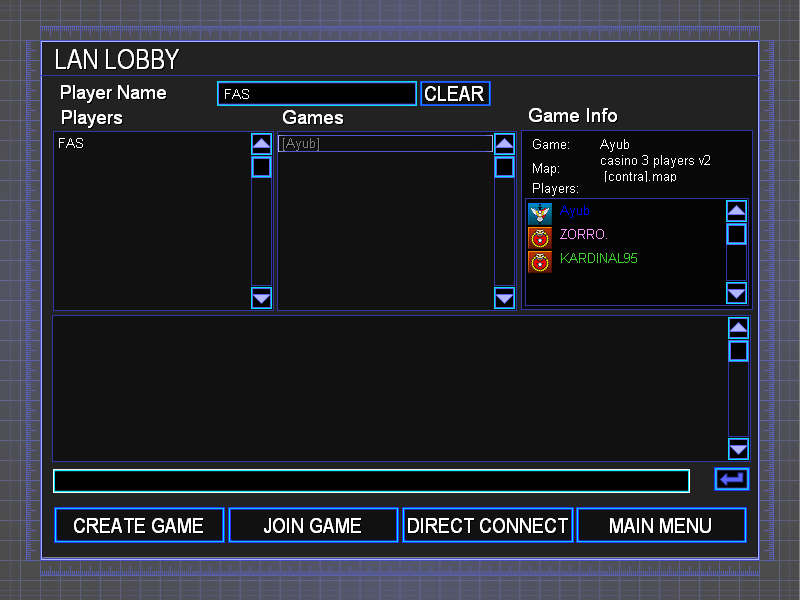 LAN LOBBY
Player Name
FAS
CLEAR
Players
Games
Game Info
FAS
[Ayub]
Game: Ayub
Map: casino 3 players v2
[contra].map
Players:
Ayub
ZORRO.
KARDINAL95
CREATE GAME
JOIN GAME
DIRECT CONNECT
MAIN MENU